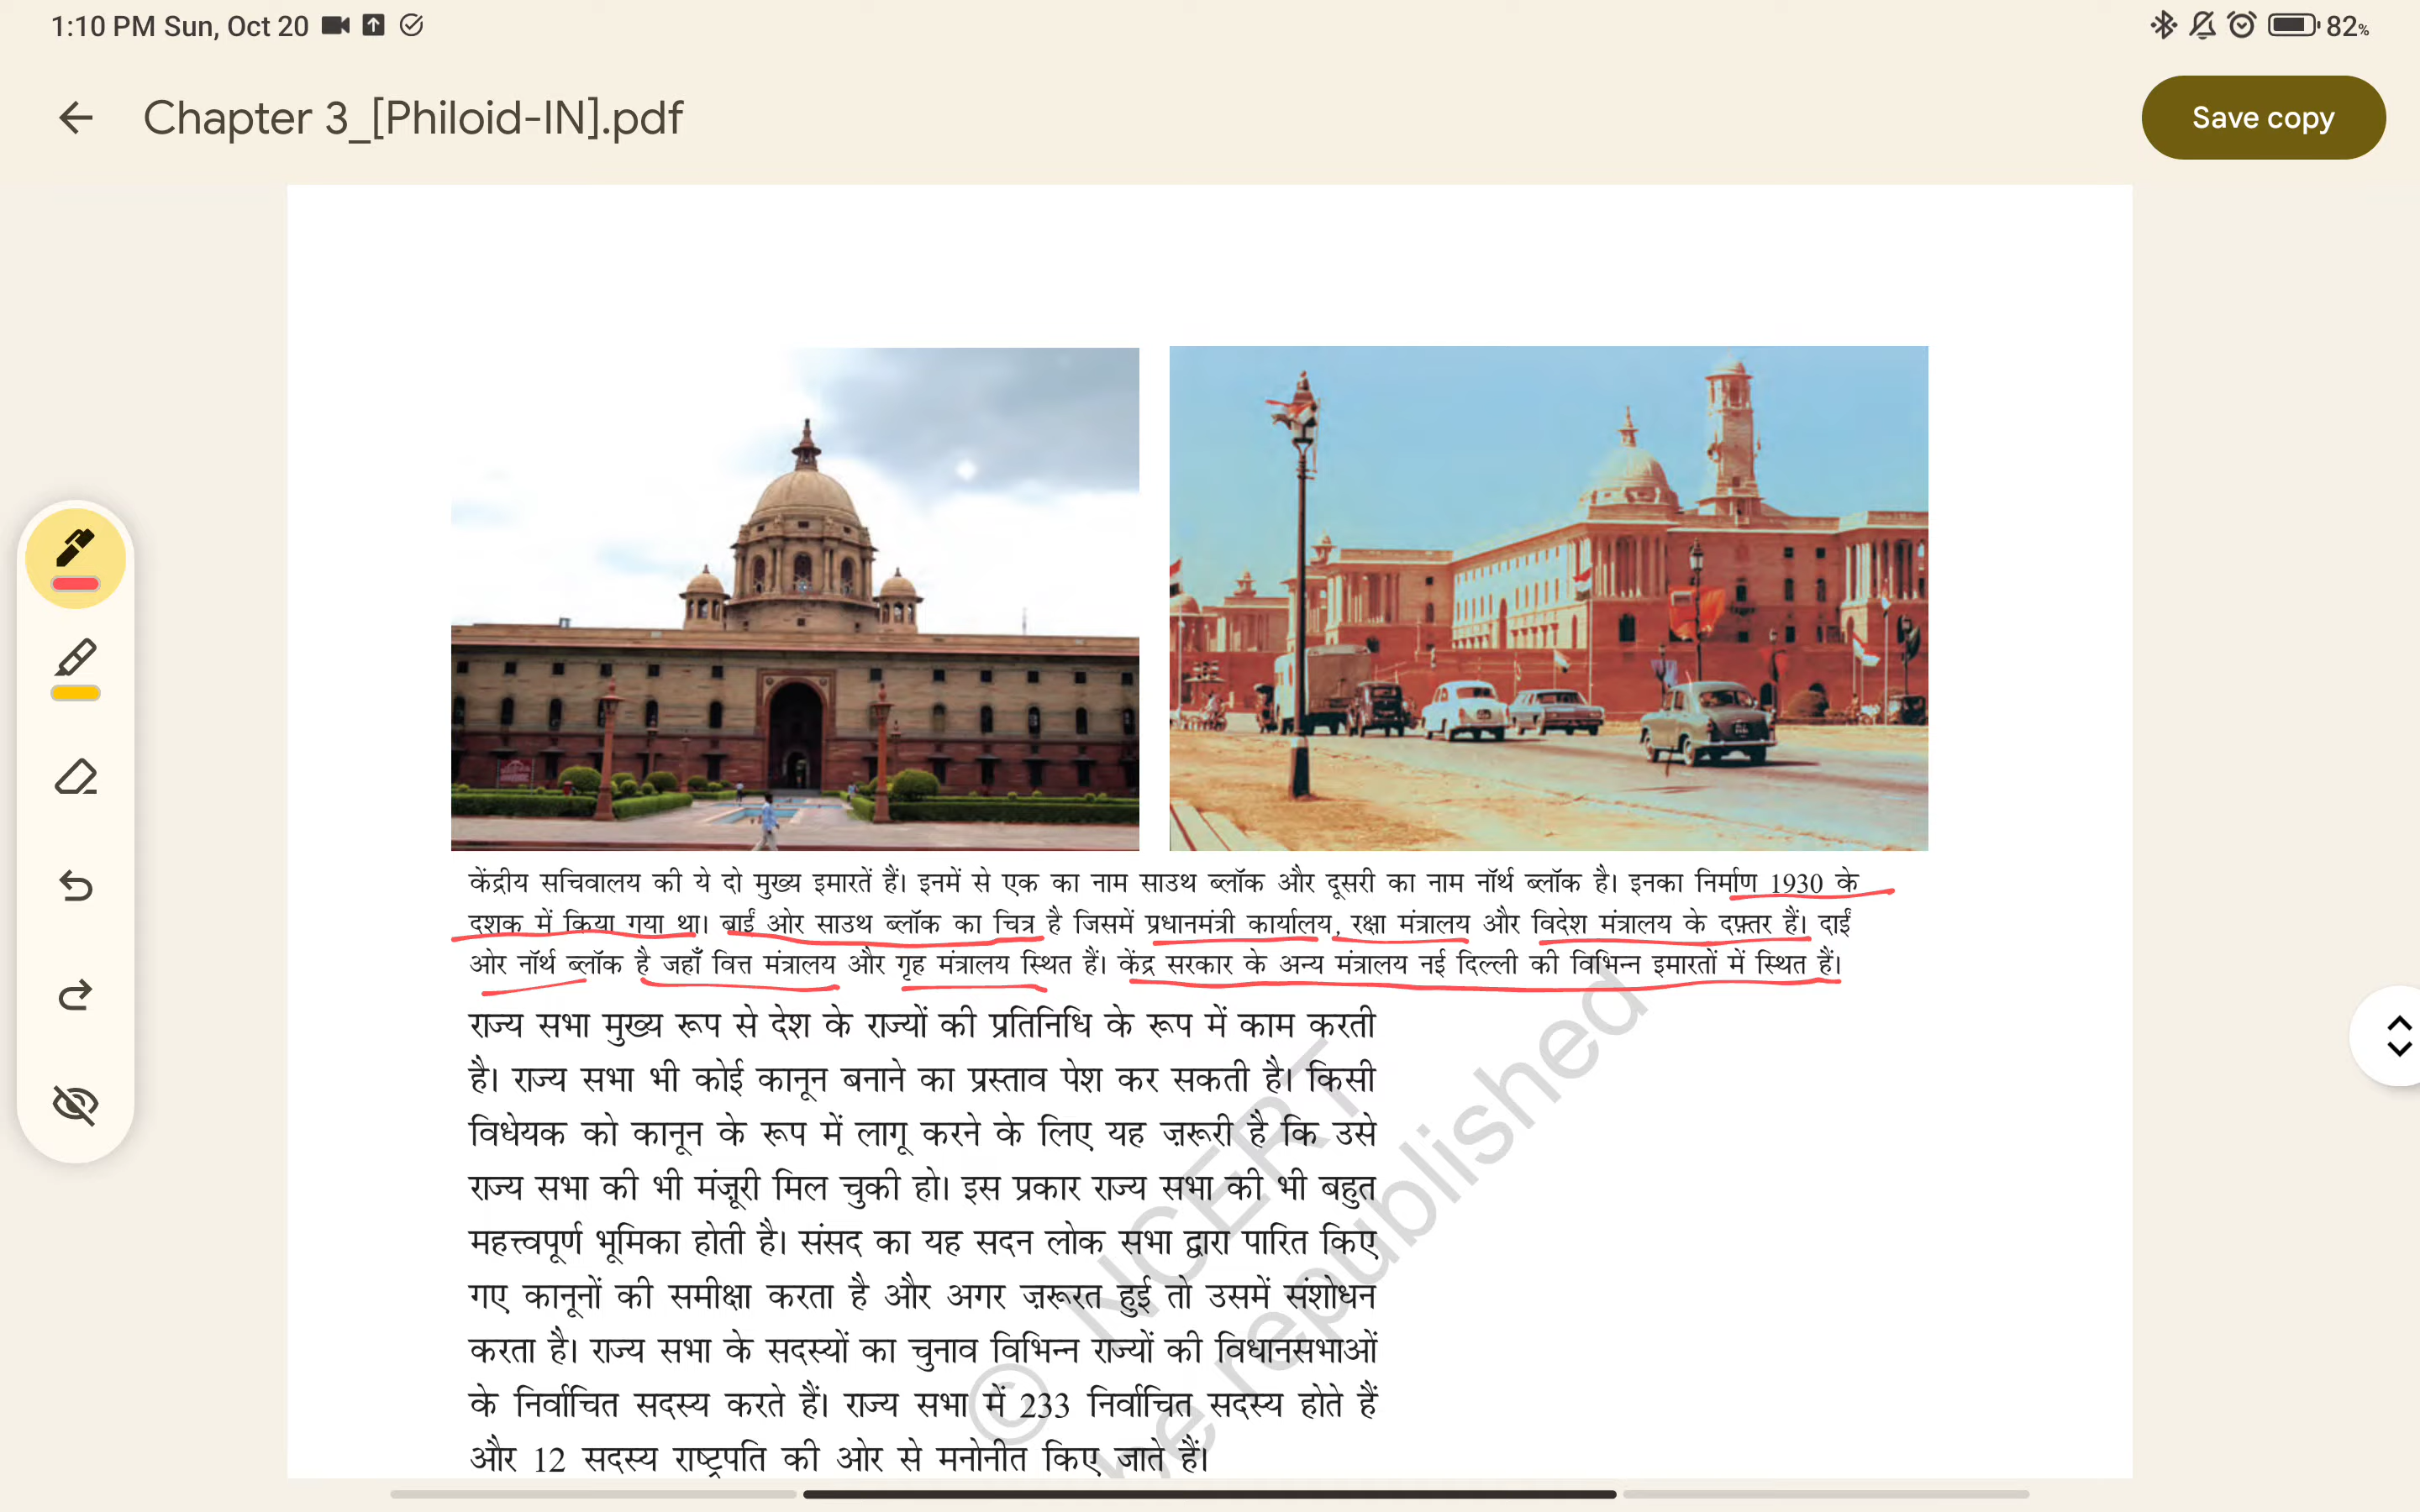 1:10 PM Sun, Oct 20
82%
Chapter 3_[Philoid-IN].pdf
Save copy
केंद्रीय सचिवालय की ये दो मुख्य इमारतें हैं। इनमें से एक का नाम साउथ ब्लॉक और दूसरी का नाम नॉर्थ ब्लॉक है। इनका निर्माण 1930 के
दशक में किया गया था। बाईं ओर साउथ ब्लॉक का चित्र है जिसमें प्रधानमंत्री कार्यालय, रक्षा मंत्रालय और विदेश मंत्रालय के दफ़्तर हैं। दाईं
ओर नॉर्थ ब्लॉक है जहाँ वित्त मंत्रालय और गृह मंत्रालय स्थित हैं। केंद्र सरकार के अन्य मंत्रालय नई दिल्ली की विभिन्न इमारतों में स्थित हैं।
राज्य सभा मुख्य रूप से देश के राज्यों की प्रतिनिधि के रूप में काम करती
है। राज्य सभा भी कोई कानून बनाने का प्रस्ताव पेश कर सकती है। किसी
विधेयक को कानून के रूप में लागू करने के लिए यह ज़रूरी है कि उसे
राज्य सभा की भी मंज़ूरी मिल चुकी हो। इस प्रकार राज्य सभा की भी बहुत
महत्त्वपूर्ण भूमिका होती है। संसद का यह सदन लोक सभा द्वारा पारित किए
गए कानूनों की समीक्षा करता है और अगर ज़रूरत हुई तो उसमें संशोधन
करता है। राज्य सभा के सदस्यों का चुनाव विभिन्न राज्यों की विधानसभाओं
के निर्वाचित सदस्य करते हैं। राज्य सभा में 233 निर्वाचित सदस्य होते हैं
और 12 सदस्य राष्ट्रपति की ओर से मनोनीत किए जाते हैं।
© NCERT
be republished